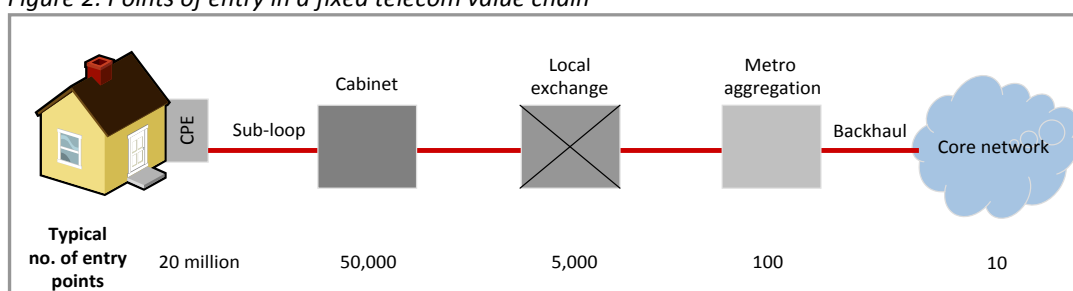 Figure 2: Points of entry in a fixed telecom value chain
Local
exchange
Metro
aggregation
Cabinet
CPE
Sub-loop
Backhaul
Core network
Typical
no. of entry
points
20 million
50,000
5,000
100
10